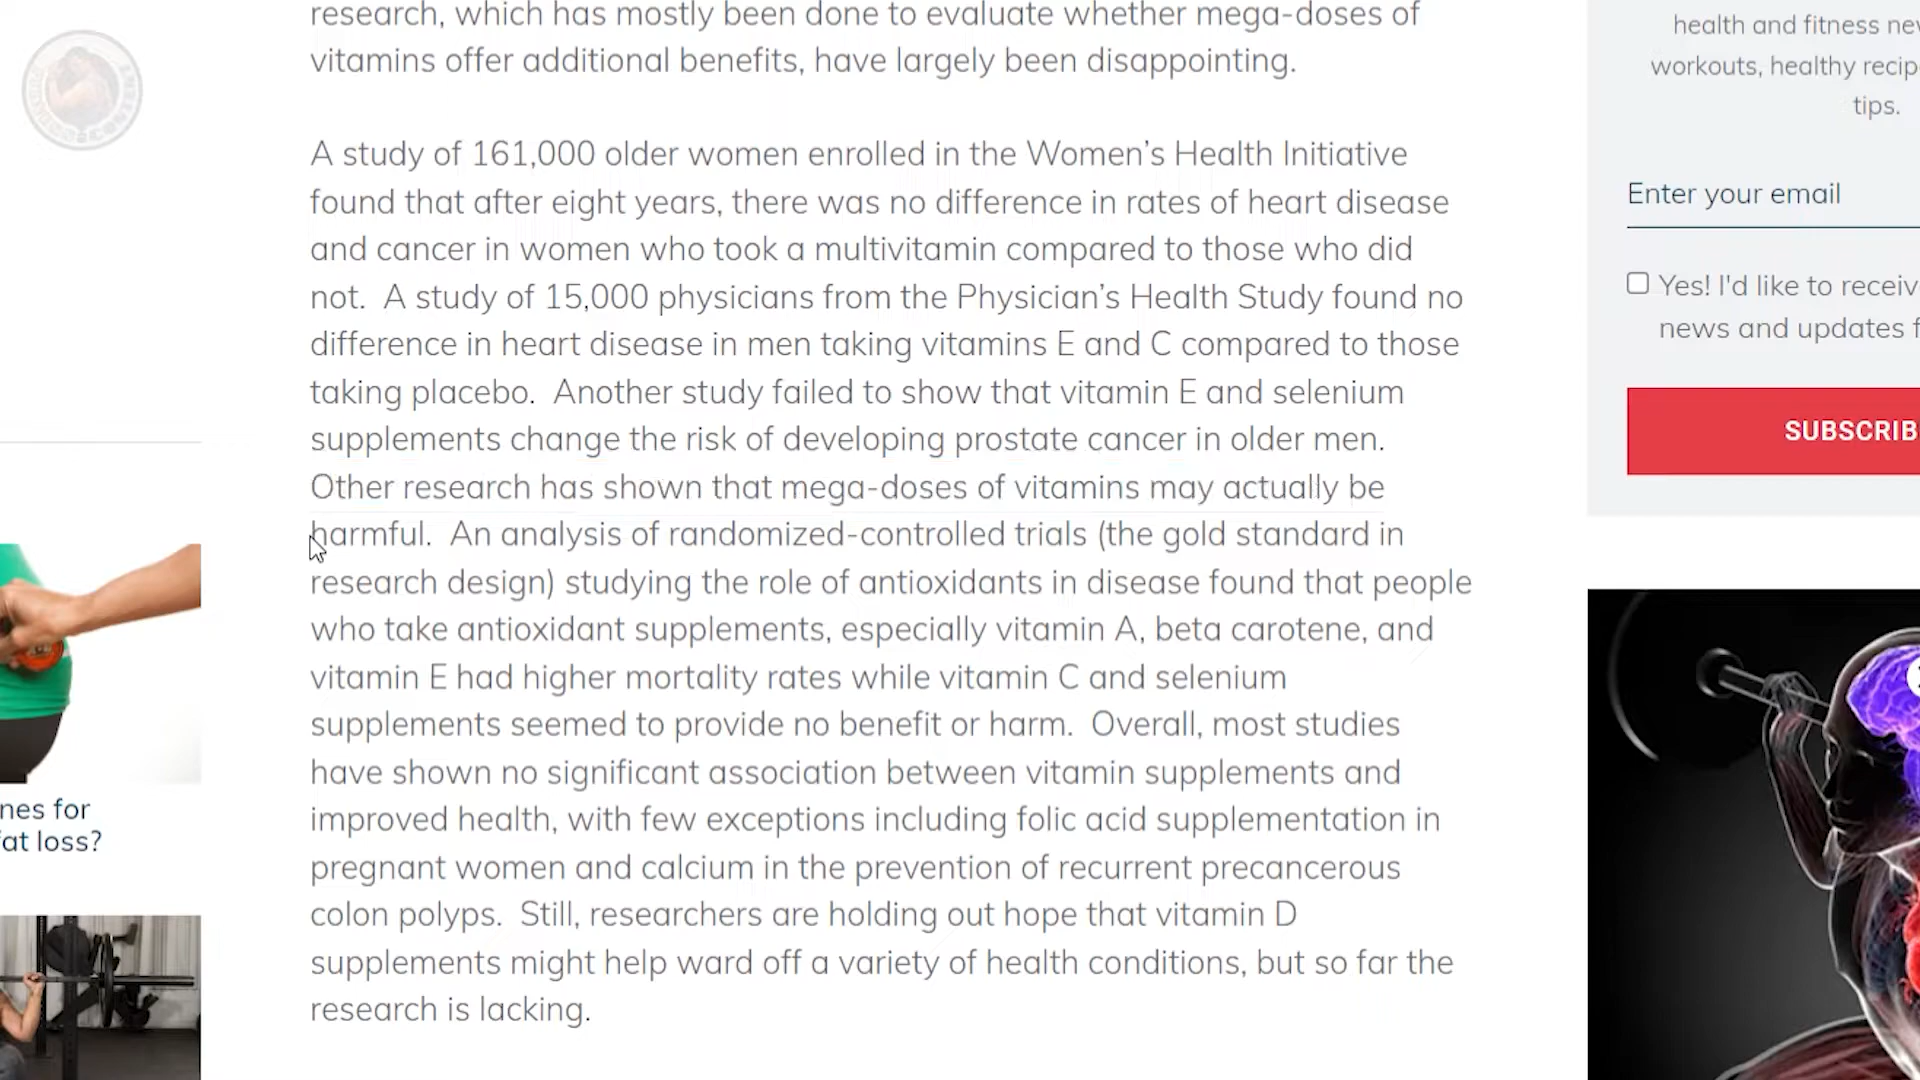 research, which has mostly been done to evaluate whether mega-doses of
vitamins offer additional benefits, have largely been disappointing.
A study of 161,000 older women enrolled in the Women’s Health Initiative
found that after eight years, there was no difference in rates of heart disease
and cancer in women who took a multivitamin compared to those who did
not.  A study of 15,000 physicians from the Physician’s Health Study found no
difference in heart disease in men taking vitamins E and C compared to those
taking placebo.  Another study failed to show that vitamin E and selenium
supplements change the risk of developing prostate cancer in older men.
Other research has shown that mega-doses of vitamins may actually be
harmful.  An analysis of randomized-controlled trials (the gold standard in
research design) studying the role of antioxidants in disease found that people
who take antioxidant supplements, especially vitamin A, beta carotene, and
vitamin E had higher mortality rates while vitamin C and selenium
supplements seemed to provide no benefit or harm.  Overall, most studies
have shown no significant association between vitamin supplements and
improved health, with few exceptions including folic acid supplementation in
pregnant women and calcium in the prevention of recurrent precancerous
colon polyps.  Still, researchers are holding out hope that vitamin D
supplements might help ward off a variety of health conditions, but so far the
research is lacking.
nes for
fat loss?
health and fitness ne
workouts, healthy recip
tips.
Enter your email
Yes! I'd like to receiv
news and updates f
SUBSCRIB